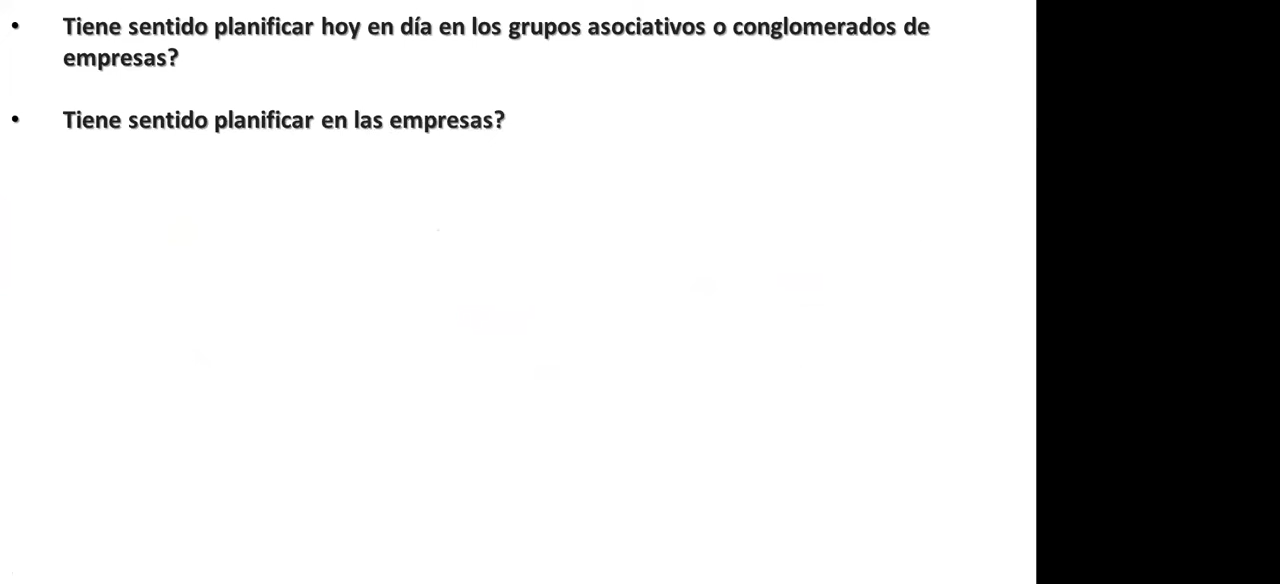 • Tiene sentido planificar hoy en día en los grupos asociativos o conglomerados de
empresas?
• Tiene sentido planificar en las empresas?